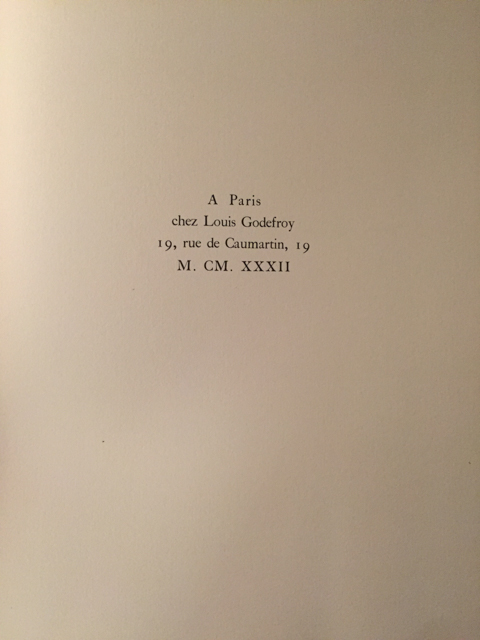 A Paris
chez Louis Godefroy
19, rue de Caumartin, 19
M. CM. XXXII